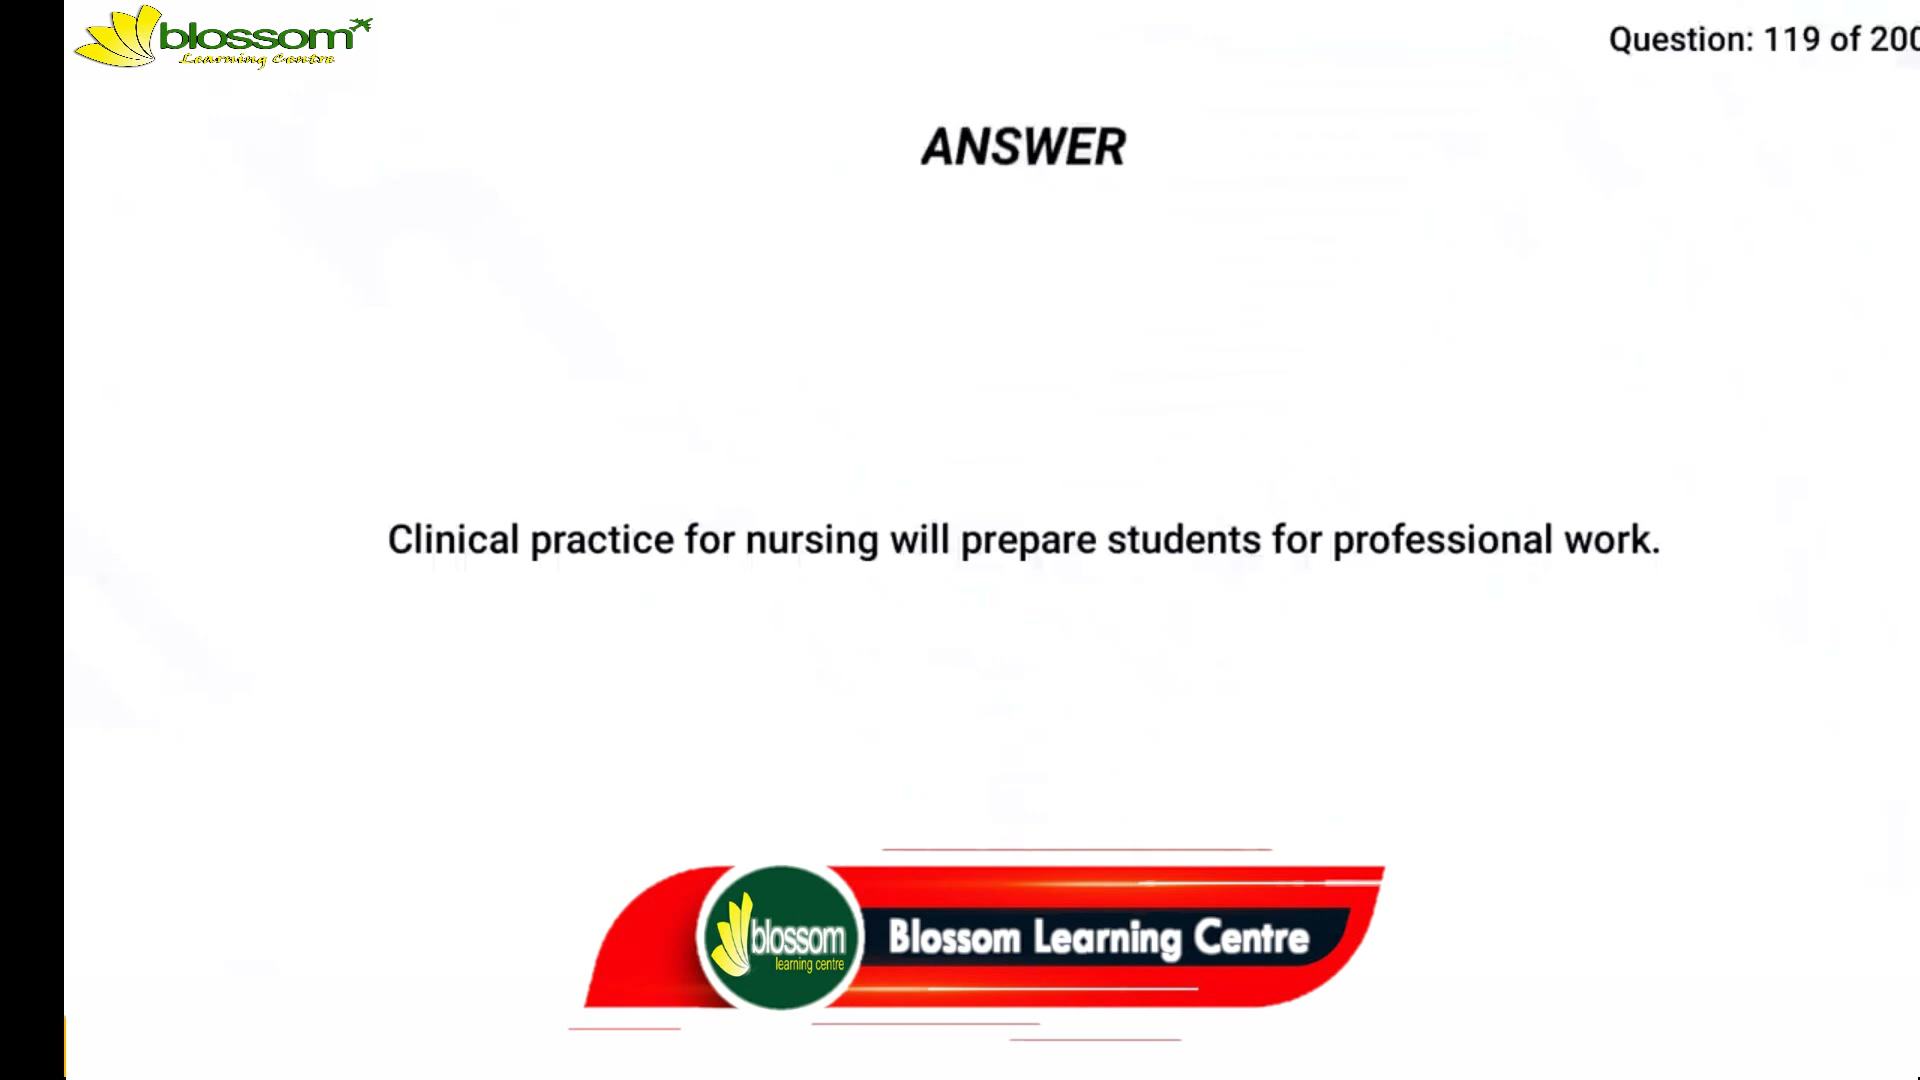 blossom
Learning Centre
Question: 119 of 200
ANSWER
Clinical practice for nursing will prepare students for professional work.
blossom
learning centre
Blossom Learning Centre